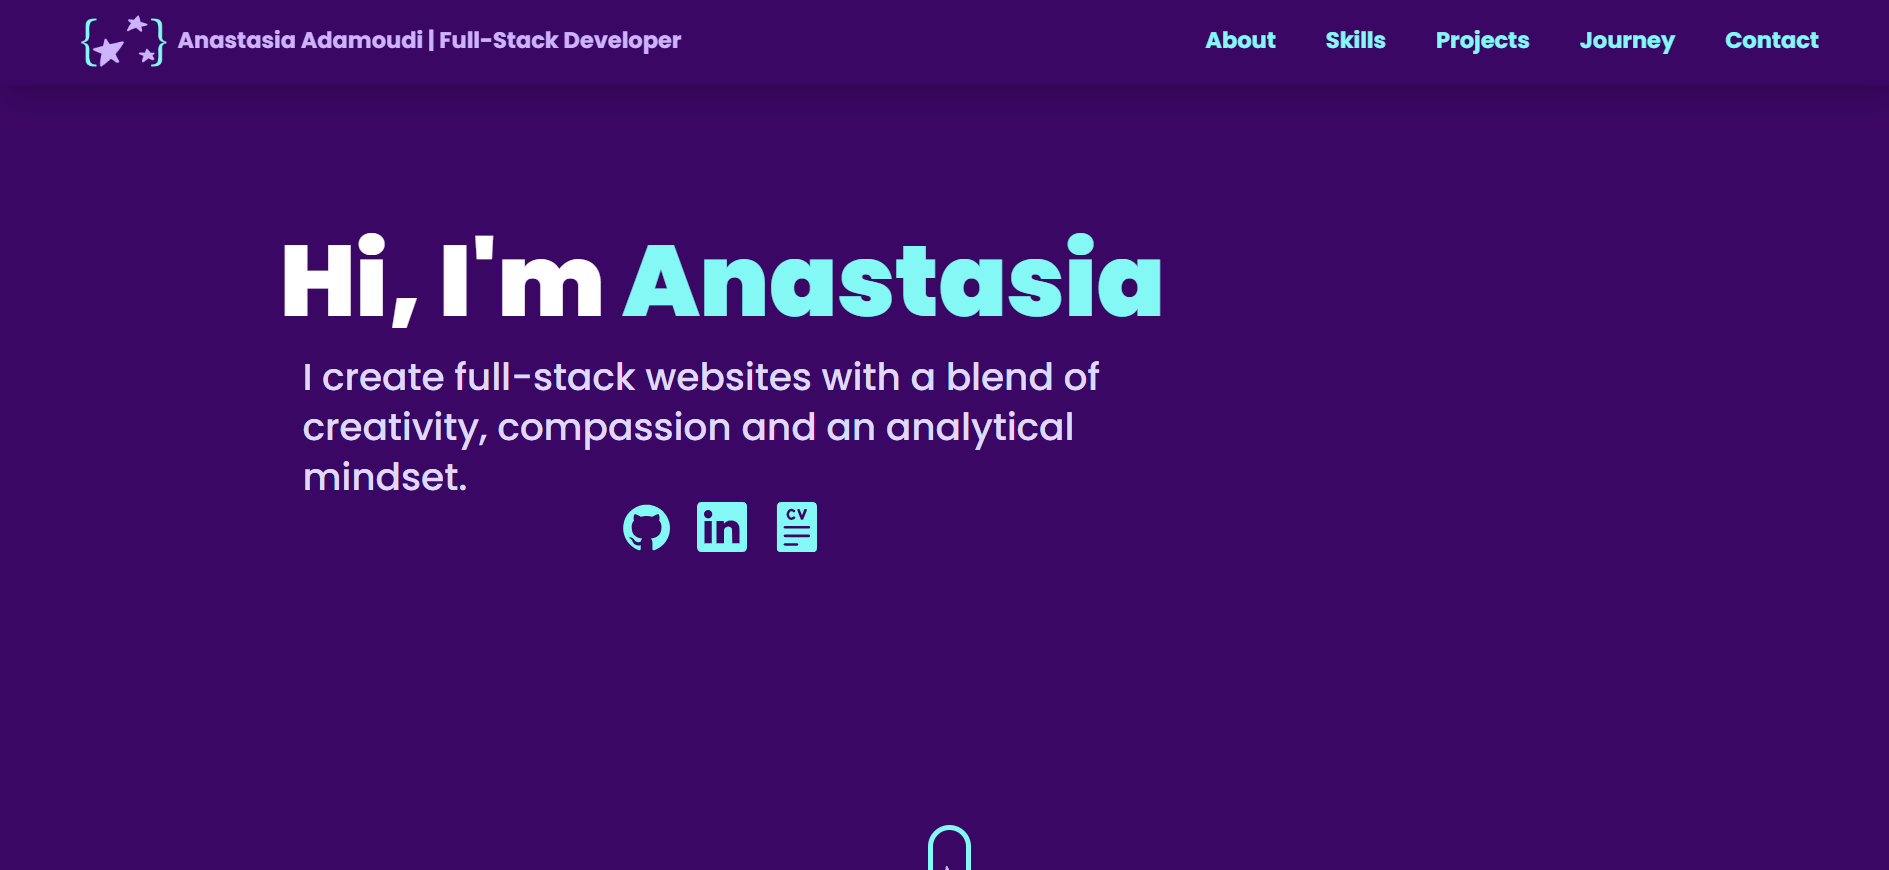 Anastasia Adamoudi | Full-Stack Developer
About Skills Projects Journey Contact
Hi, I'm Anastasia
I create full-stack websites with a blend of
creativity, compassion and an analytical
mindset.
in CV